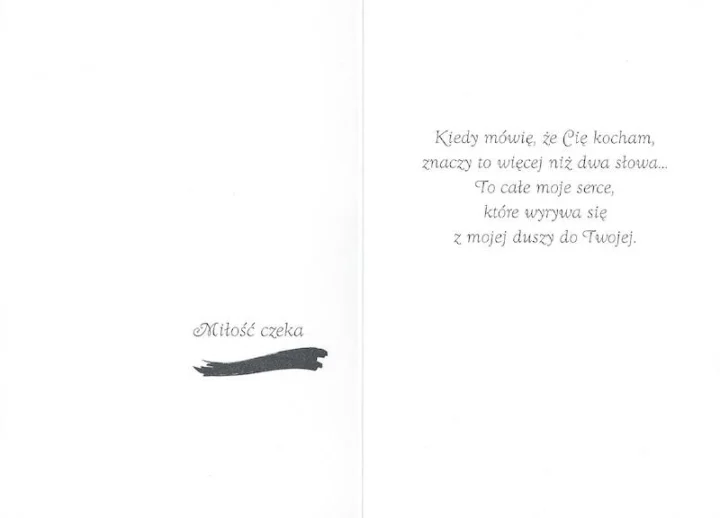 Miłość czeka
Kiedy mówię, że Cię kocham,
znaczy to więcej niż dwa słowa...
To całe moje serce,
które wyrywa się
z mojej duszy do Twojej.